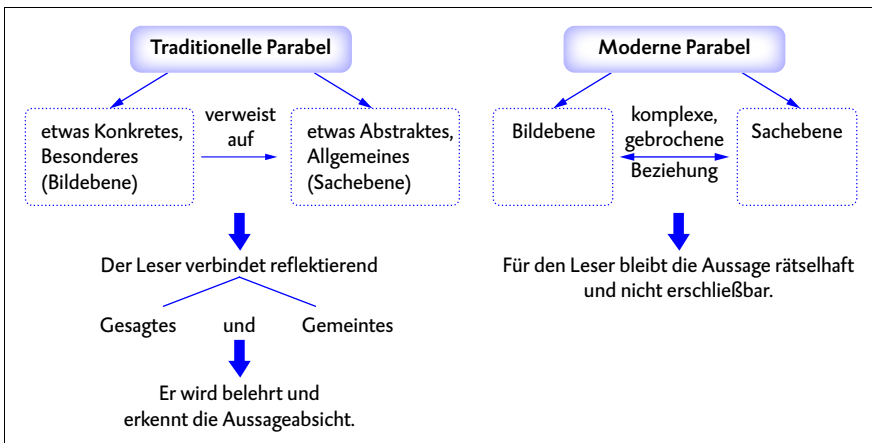 Traditionelle Parabel
etwas Konkretes,
Besonderes
(Bildebene)
verweist
auf
etwas Abstraktes,
Allgemeines
(Sachebene)
Der Leser verbindet reflektierend
Gesagtes und Gemeintes
Er wird belehrt und
erkennt die Aussageabsicht.
Moderne Parabel
Bildebene
komplexe,
gebrochene
Beziehung
Sachebene
Für den Leser bleibt die Aussage rätselhaft
und nicht erschließbar.